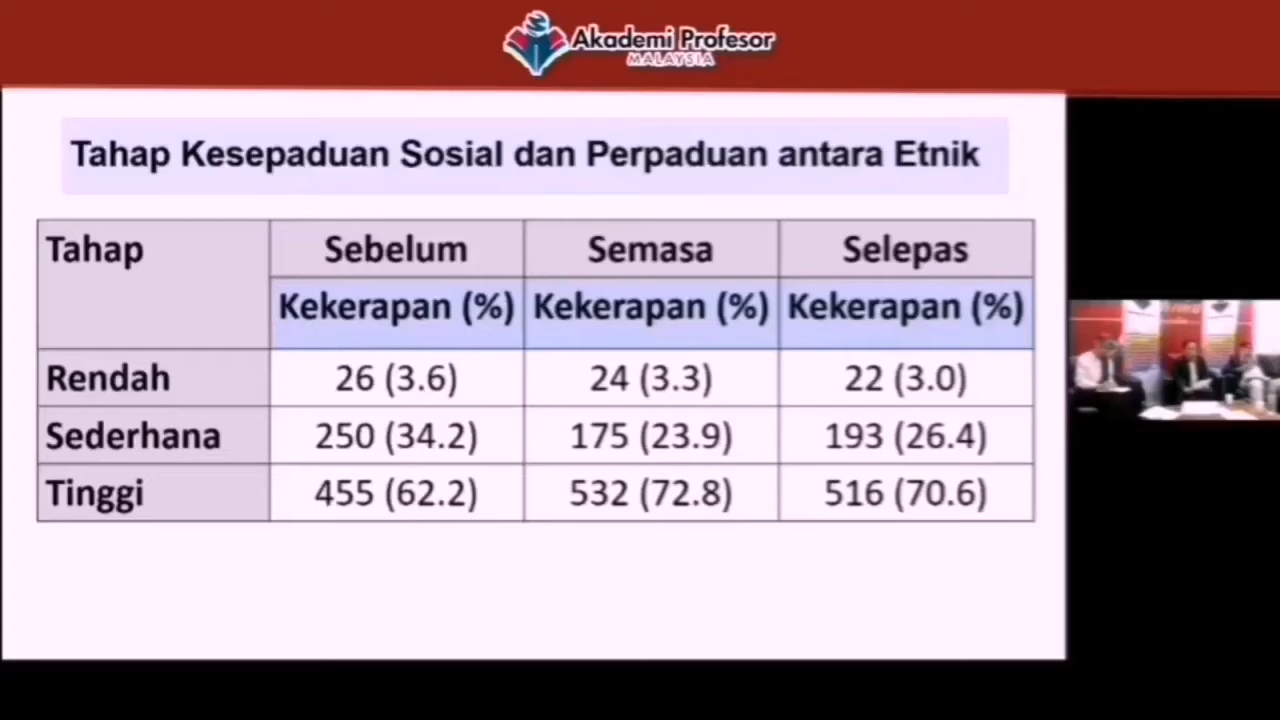 Akademi Profesor
MALAYSIA
Tahap Kesepaduan Sosial dan Perpaduan antara Etnik
Tahap Sebelum Semasa Selepas
Kekerapan (%) Kekerapan (%) Kekerapan (%)
Rendah 26 (3.6) 24 (3.3) 22 (3.0)
Sederhana 250 (34.2) 175 (23.9) 193 (26.4)
Tinggi 455 (62.2) 532 (72.8) 516 (70.6)